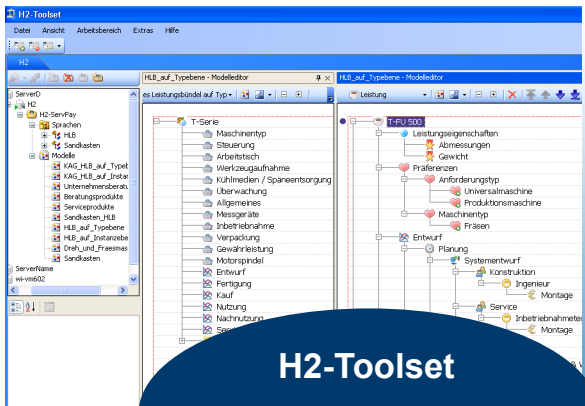 H2-Toolset
Datei Ansicht Arbeitsbereich Extras Hilfe
H2
ServerD
H2
H2-ServPay
Sprachen
HLB
Sandkasten
Modelle
KAG_HLB_auf_Typeb
KAG_HLB_auf_Instar
Unternehmensberatu
Beratungsprodukte
Serviceprodukte
Sandkasten_HLB
HLB_auf_Typebene
HLB_auf_Instanzebe
Dreh_und_Fraesmas
Sandkasten
ServerName
wi-vm602
HLB_auf_Typebene - Modelleditor
es Leistungsbündel auf Typ
T-Serie
Maschinentyp
Steuerung
Arbeitstisch
Werkzeugaufnahme
Kühlmedien / Späneentsorgung
Überwachung
Allgemeines
Messgeräte
Inbetriebnahme
Verpackung
Gewährleistung
Motorspindel
Entwurf
Fertigung
Kauf
Nutzung
Nachnutzung
HLB_auf_Typebene - Modelleditor
Leistung
T-FU 500
Leistungseigenschaften
Abmessungen
Gewicht
Präferenzen
Anforderungstyp
Universalmaschine
Produktionsmaschine
Maschinentyp
Fräsen
Entwurf
Planung
Systementwurf
Konstruktion
Ingenieur
Montage
Service
Inbetriebnahmete
Montage
H2-Toolset